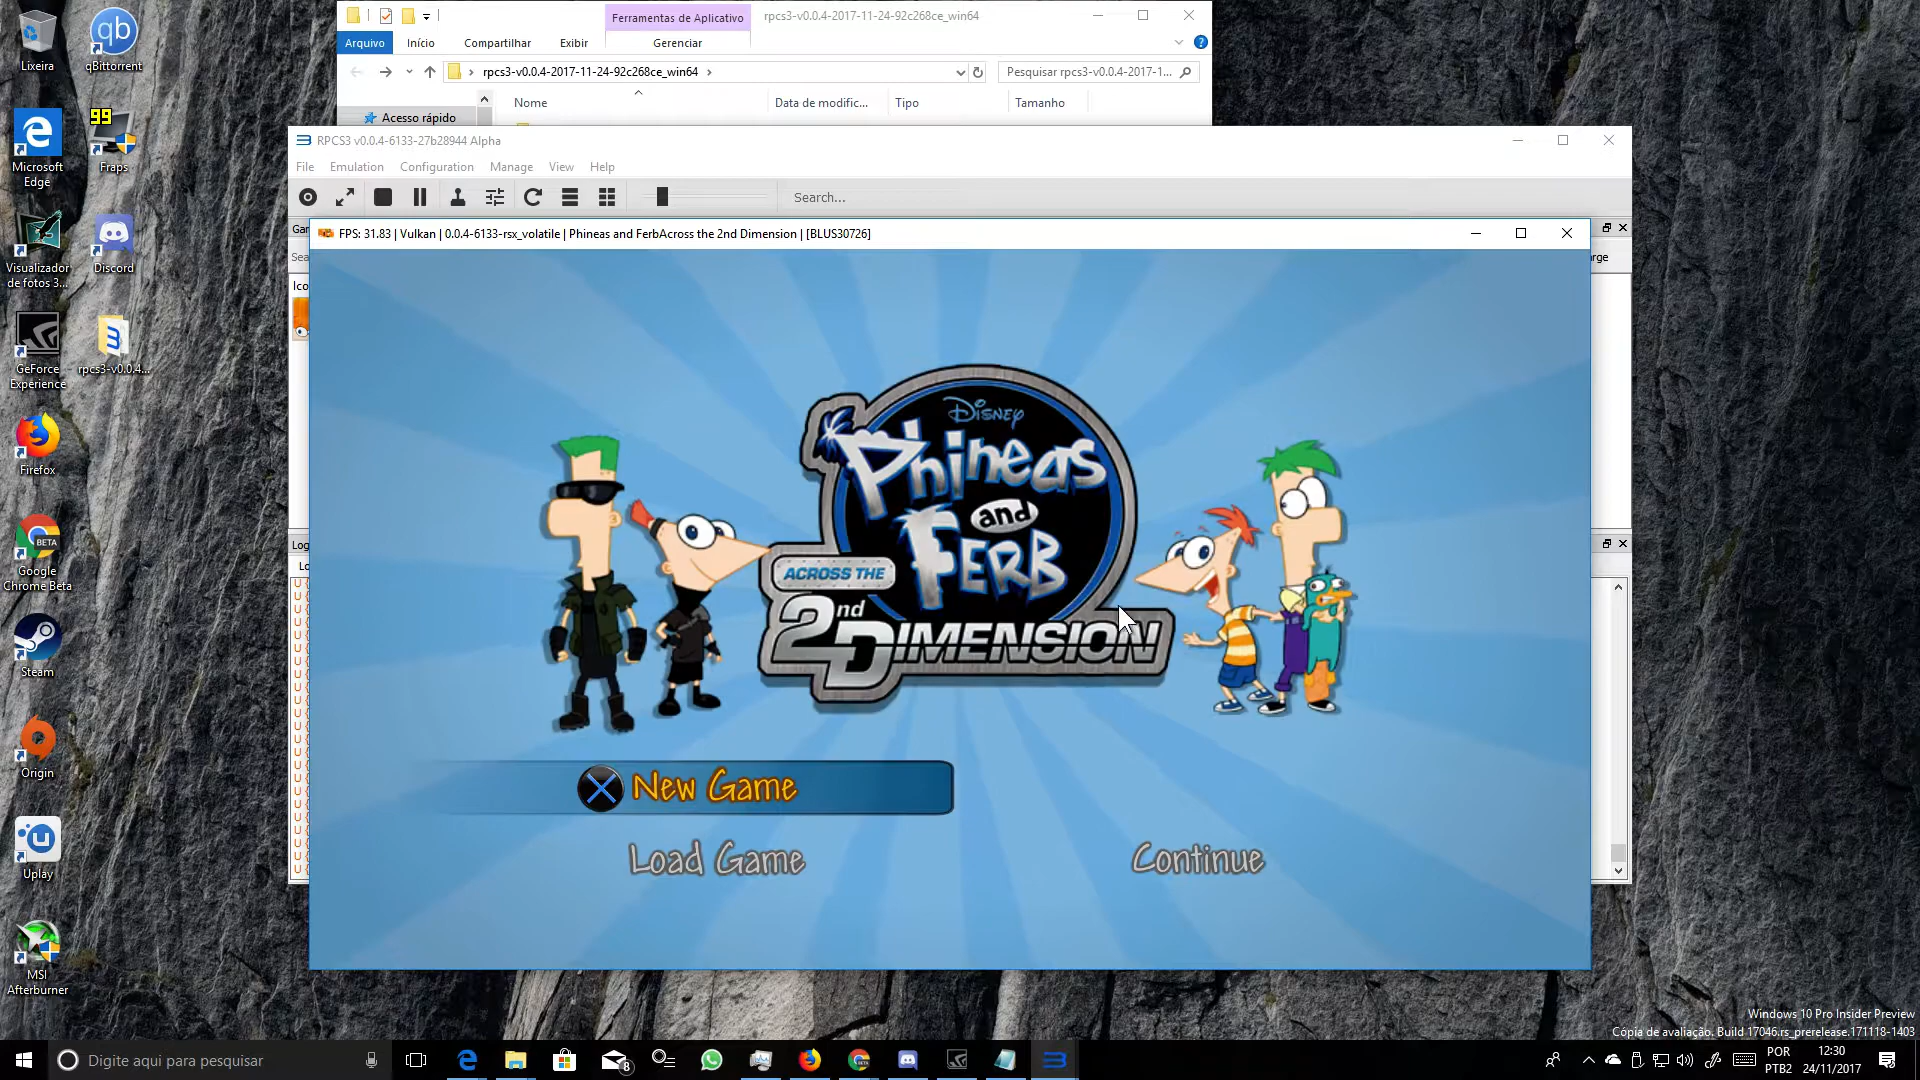 Lixeira
qBittorrent
Microsoft
Edge
99
Fraps
Visualizador
de fotos 3...
Discord
GeForce
Experience
rpcs3-v0.0.4...
Firefox
BETA
Google
Chrome Beta
Steam
Origin
Uplay
MSI
Afterburner
Ferramentas de Aplicativo
rpcs3-v0.0.4-2017-11-24-92c268ce_win64
Arquivo
Início
Compartilhar
Exibir
Gerenciar
rpcs3-v0.0.4-2017-11-24-92c268ce_win64
Pesquisar rpcs3-v0.0.4-2017-1...
Acesso rápido
Nome
Data de modific...
Tipo
Tamanho
RPCS3 v0.0.4-6133-27b28944 Alpha
File
Emulation
Configuration
Manage
View
Help
Search...
FPS: 31.83 | Vulkan | 0.0.4-6133-rsx_volatile | Phineas and FerbAcross the 2nd Dimension | [BLUS30726]
Disney
Phineas
and
Ferb
ACROSS THE
2nd
DIMENSION
New Game
Load Game
Continue
Windows 10 Pro Insider Preview
Cópia de avaliação. Build 17046.rs_prerelease.171118-1403
Digite aqui para pesquisar
8
POR
PTB2
12:30
24/11/2017